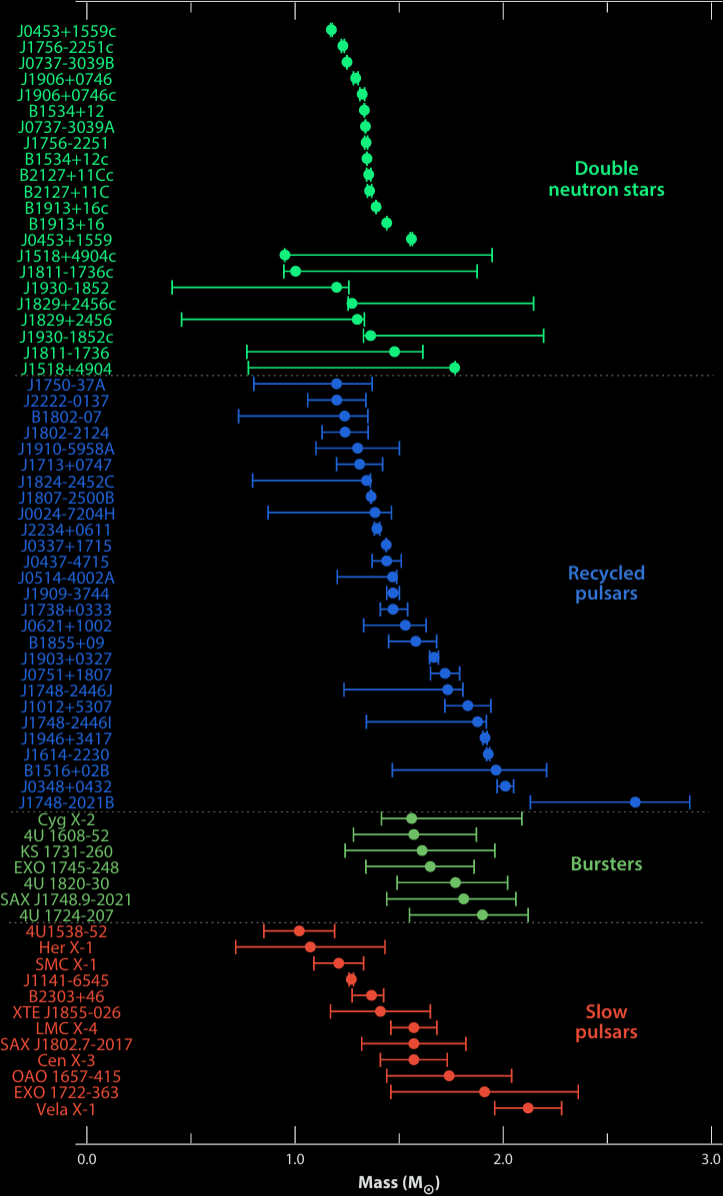 J0453+1559c
J1756-2251c
J0737-3039B
J1906+0746
J1906+0746c
B1534+12
J0737-3039A
J1756-2251
B1534+12c
B2127+11Cc
B2127+11C
B1913+16c
B1913+16
J0453+1559
J1518+4904c
J1811-1736c
J1930-1852
J1829+2456c
J1829+2456
J1930-1852c
J1811-1736
J1518+4904
Double
neutron stars
J1750-37A
J2222-0137
B1802-07
J1802-2124
J1910-5958A
J1713+0747
J1824-2452C
J1807-2500B
J0024-7204H
J2234+0611
J0337+1715
J0437-4715
J0514-4002A
J1909-3744
J1738+0333
J0621+1002
B1855+09
J1903+0327
J0751+1807
J1748-2446J
J1012+5307
J1748-2446I
J1946+3417
J1614-2230
B1516+02B
J0348+0432
J1748-2021B
Recycled
pulsars
Cyg X-2
4U 1608-52
KS 1731-260
EXO 1745-248
4U 1820-30
SAX J1748.9-2021
4U 1724-207
Bursters
4U1538-52
Her X-1
SMC X-1
J1141-6545
B2303+46
XTE J1855-026
LMC X-4
SAX J1802.7-2017
Cen X-3
OAO 1657-415
EXO 1722-363
Vela X-1
Slow
pulsars
0.0 1.0 2.0 3.0
Mass (M☉)